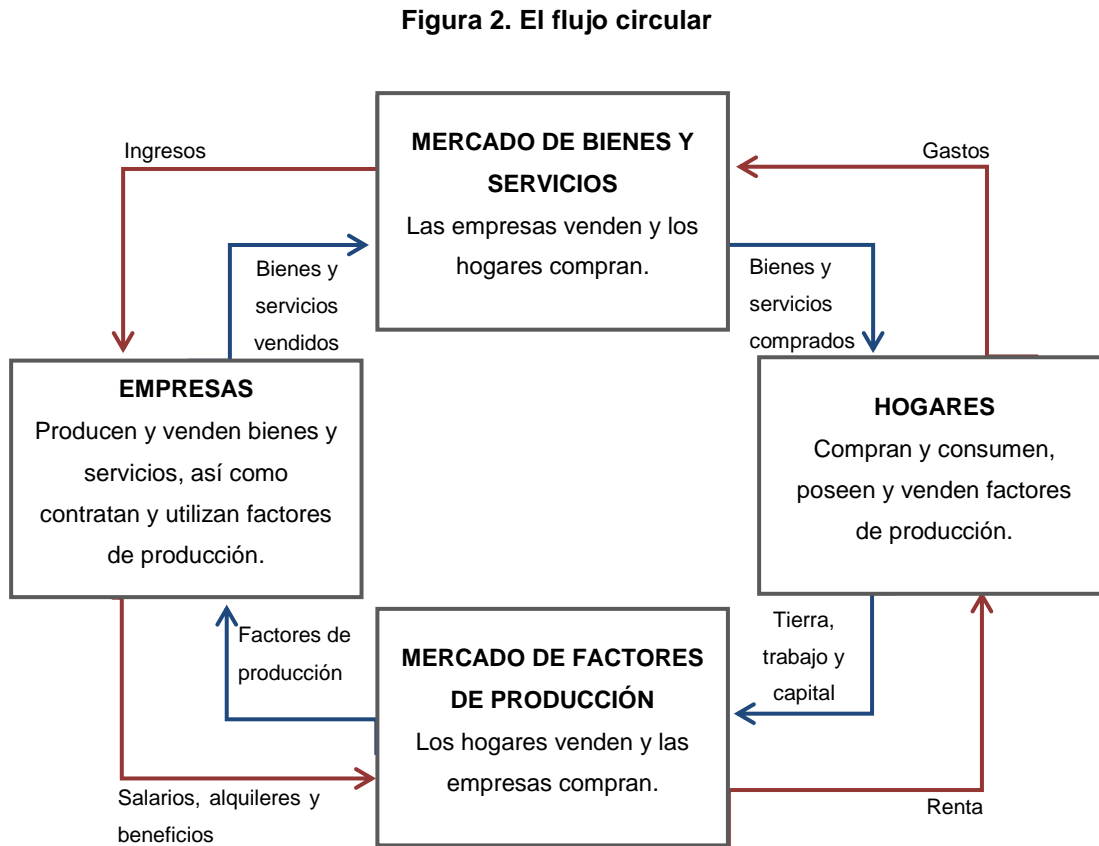 Figura 2. El flujo circular
Ingresos
MERCADO DE BIENES Y
SERVICIOS
Las empresas venden y los
hogares compran.
Gastos
Bienes y
servicios
vendidos
Bienes y
servicios
comprados
EMPRESAS
Producen y venden bienes y
servicios, así como
contratan y utilizan factores
de producción.
HOGARES
Compran y consumen,
poseen y venden factores
de producción.
Factores de
producción
MERCADO DE FACTORES
DE PRODUCCIÓN
Los hogares venden y las
empresas compran.
Tierra,
trabajo y
capital
Salarios, alquileres y
beneficios
Renta